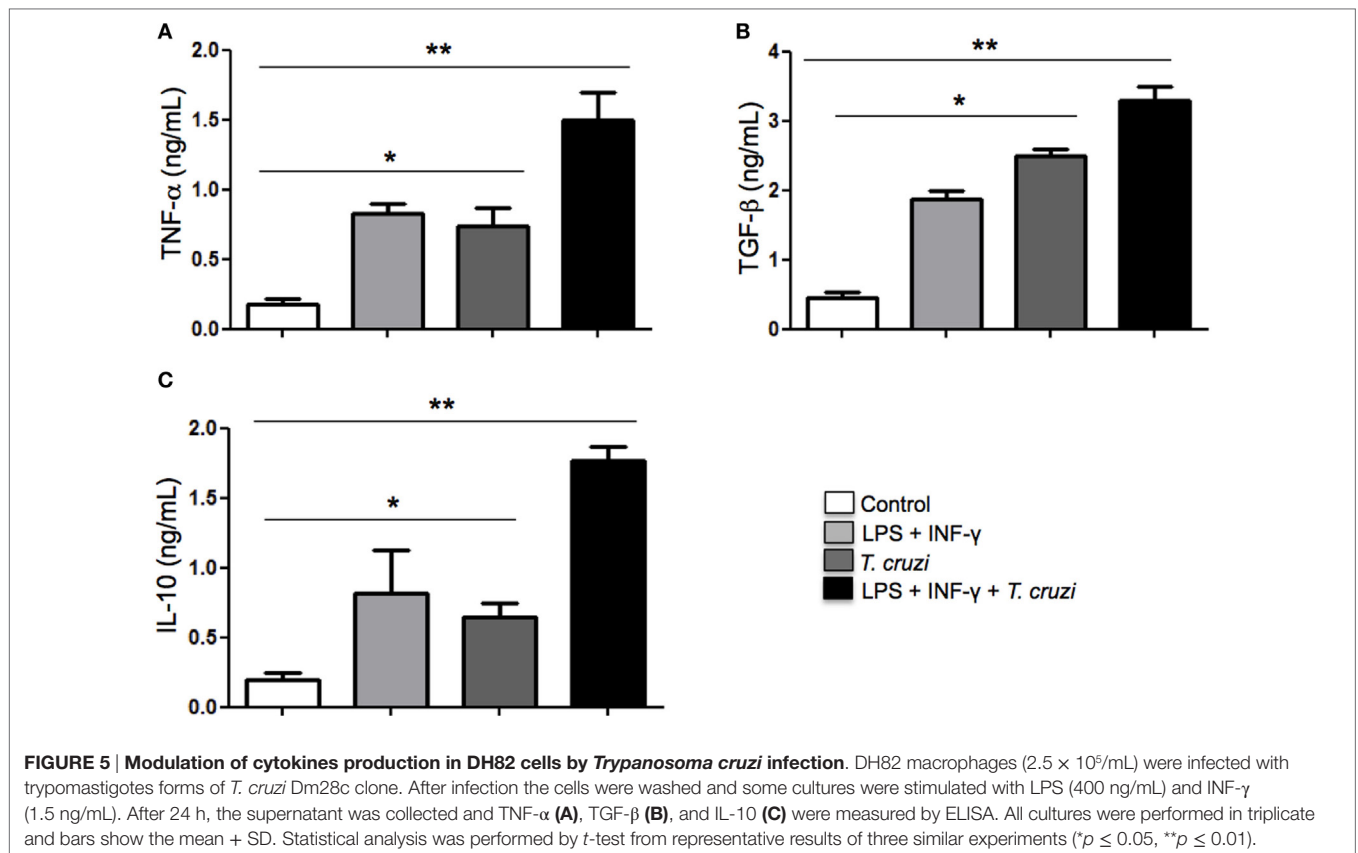 A
2.0
1.5
1.0
0.5
0.0
TNF-α (ng/mL)
*
**
B
4
3
2
1
0
TGF-β (ng/mL)
*
**
C
2.0
1.5
1.0
0.5
0.0
IL-10 (ng/mL)
*
**
Control
LPS + INF-γ
T. cruzi
LPS + INF-γ + T. cruzi
FIGURE 5 | Modulation of cytokines production in DH82 cells by Trypanosoma cruzi infection. DH82 macrophages (2.5 × 10⁵/mL) were infected with
trypomastigotes forms of T. cruzi Dm28c clone. After infection the cells were washed and some cultures were stimulated with LPS (400 ng/mL) and INF-γ
(1.5 ng/mL). After 24 h, the supernatant was collected and TNF-α (A), TGF-β (B), and IL-10 (C) were measured by ELISA. All cultures were performed in triplicate
and bars show the mean + SD. Statistical analysis was performed by t-test from representative results of three similar experiments (*p ≤ 0.05, **p ≤ 0.01).